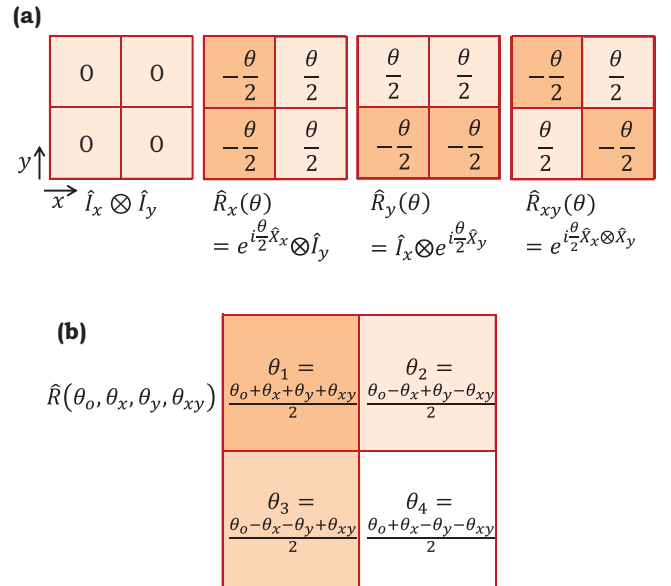 (a)
0 0 −θ/2 θ/2 θ/2 θ/2 −θ/2 θ/2
0 0 −θ/2 θ/2 −θ/2 −θ/2 θ/2 −θ/2
y
x Î_x ⊗ Î_y R̂_x(θ) R̂_y(θ) R̂_xy(θ)
= e^{i θ/2 X̂_x}⊗Î_y = Î_x⊗e^{i θ/2 X̂_y} = e^{i θ/2 X̂_x⊗X̂_y}
(b)
R̂(θ_o, θ_x, θ_y, θ_xy)
θ_1 = θ_2 =
(θ_o+θ_x+θ_y+θ_xy)/2 (θ_o−θ_x+θ_y−θ_xy)/2
θ_3 = θ_4 =
(θ_o−θ_x−θ_y+θ_xy)/2 (θ_o+θ_x−θ_y−θ_xy)/2